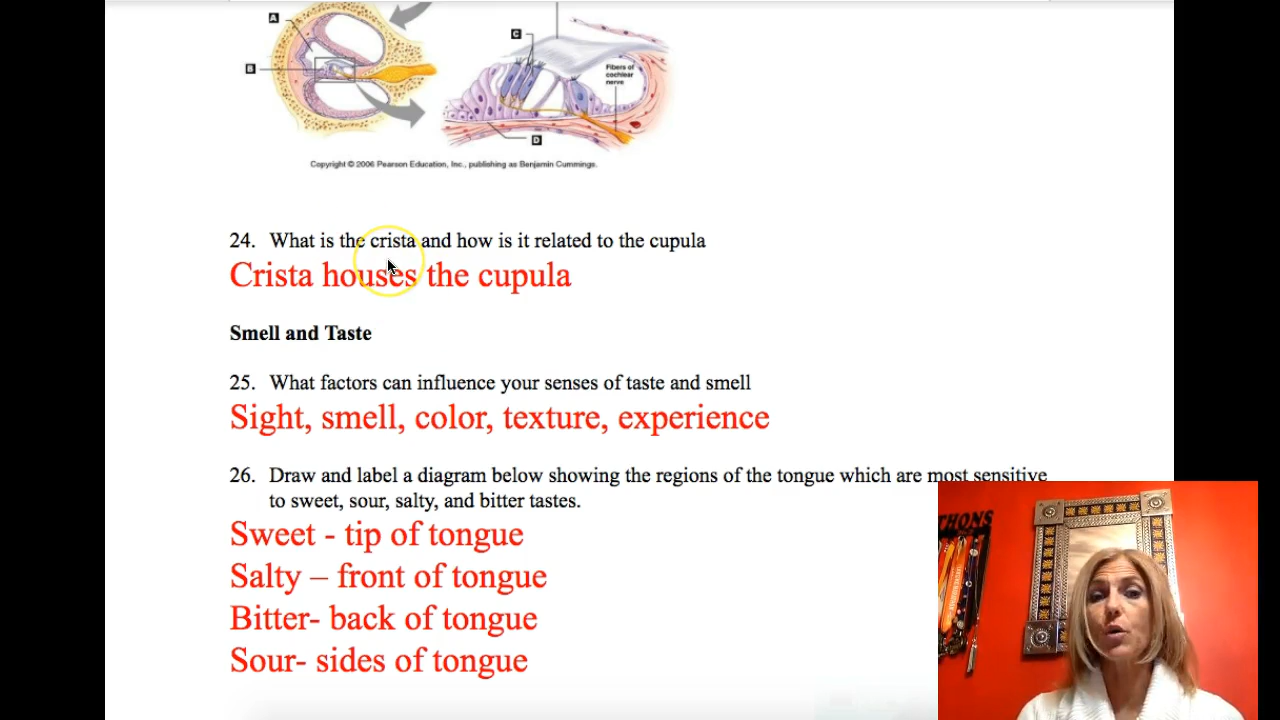 A
C
B
Fibers of
cochlear
nerve
D
Copyright © 2006 Pearson Education, Inc., publishing as Benjamin Cummings.
24. What is the crista and how is it related to the cupula
Crista houses the cupula
Smell and Taste
25. What factors can influence your senses of taste and smell
Sight, smell, color, texture, experience
26. Draw and label a diagram below showing the regions of the tongue which are most sensitive
to sweet, sour, salty, and bitter tastes.
Sweet - tip of tongue
Salty – front of tongue
Bitter- back of tongue
Sour- sides of tongue
THONS